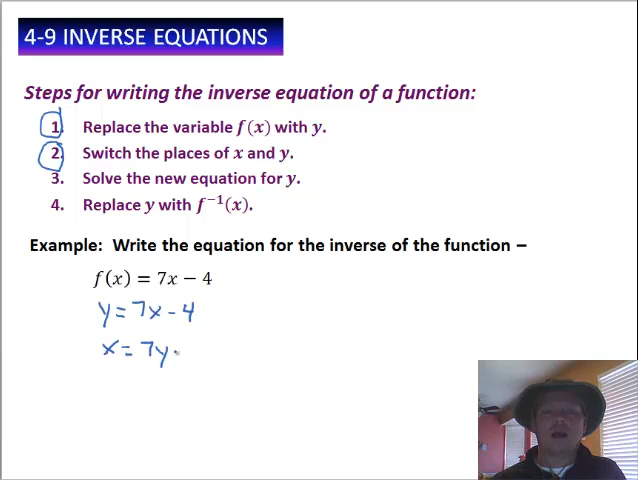 4-9 INVERSE EQUATIONS
Steps for writing the inverse equation of a function:
1. Replace the variable f(x) with y.
2. Switch the places of x and y.
3. Solve the new equation for y.
4. Replace y with f⁻¹(x).
Example: Write the equation for the inverse of the function –
f(x) = 7x − 4
y = 7x - 4
x = 7y